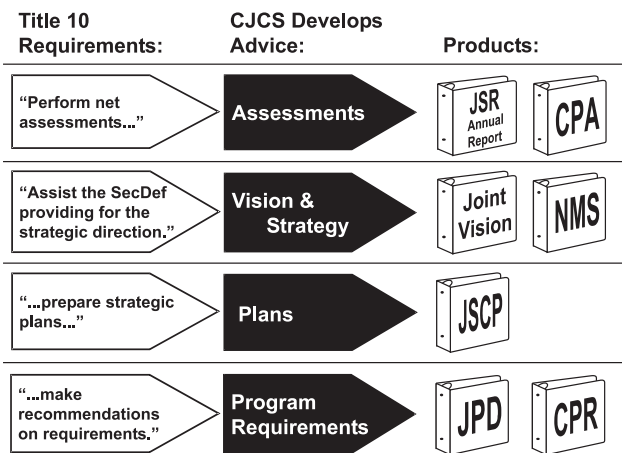 Title 10
Requirements:
CJCS Develops
Advice:
Products:
“Perform net
assessments...”
Assessments
JSR
Annual
Report
CPA
“Assist the SecDef
providing for the
strategic direction.”
Vision &
Strategy
Joint
Vision
NMS
“...prepare strategic
plans...”
Plans
JSCP
“...make
recommendations
on requirements.”
Program
Requirements
JPD
CPR